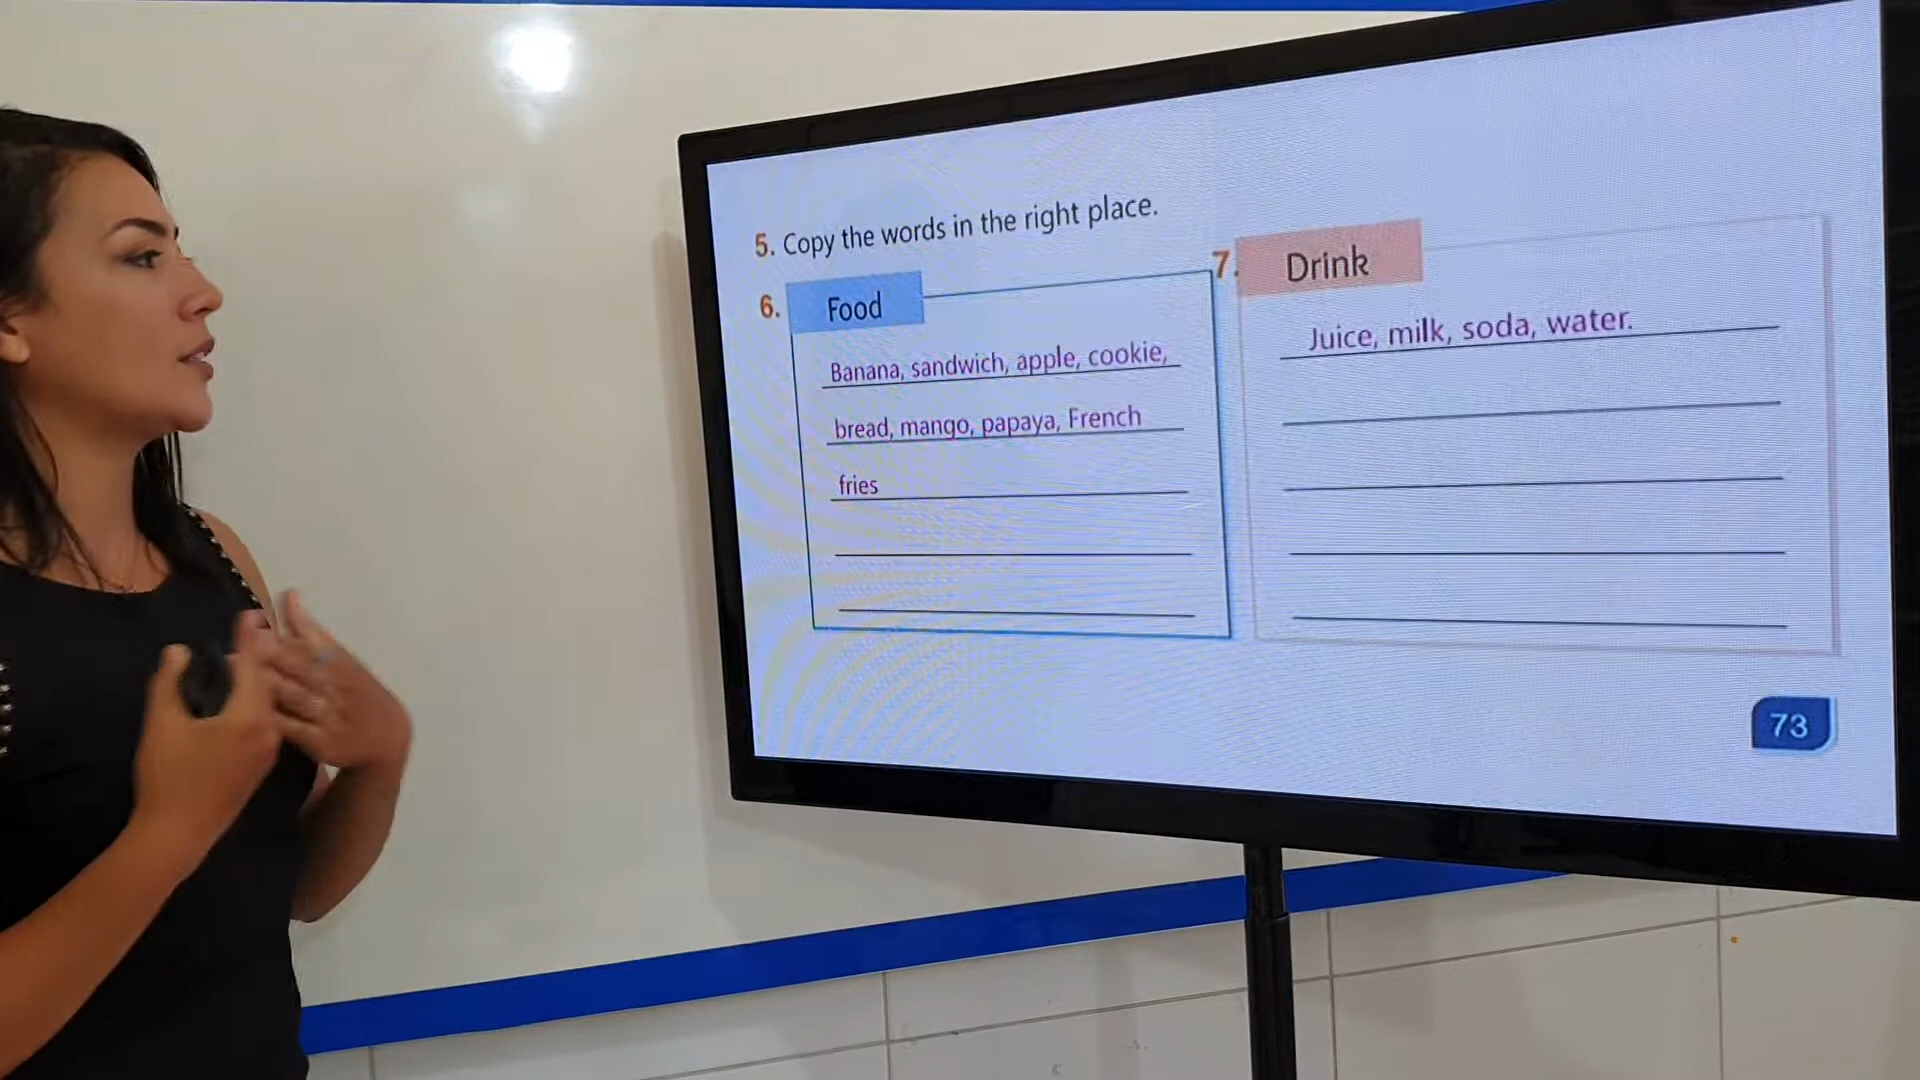 5. Copy the words in the right place.
6. Food
Banana, sandwich, apple, cookie,
bread, mango, papaya, French
fries
7. Drink
Juice, milk, soda, water.
73